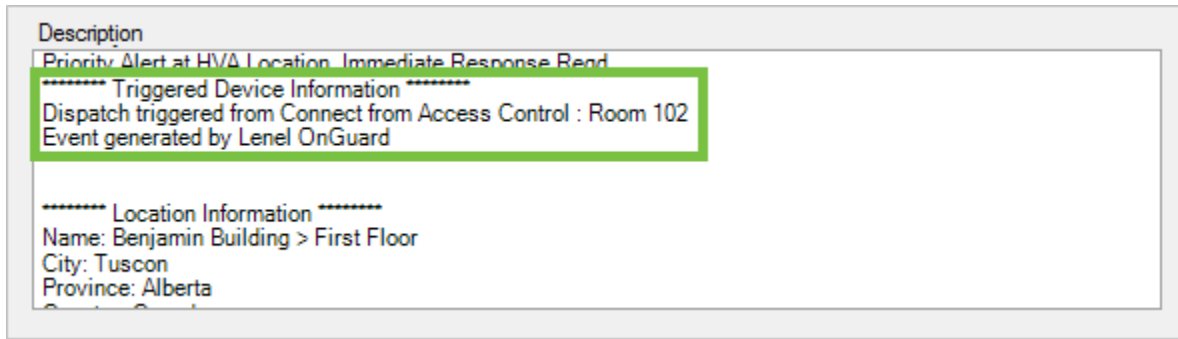 Description
Priority Alert at HVA Location. Immediate Response Reqd
******** Triggered Device Information ********
Dispatch triggered from Connect from Access Control : Room 102
Event generated by Lenel OnGuard
******** Location Information ********
Name: Benjamin Building > First Floor
City: Tuscon
Province: Alberta